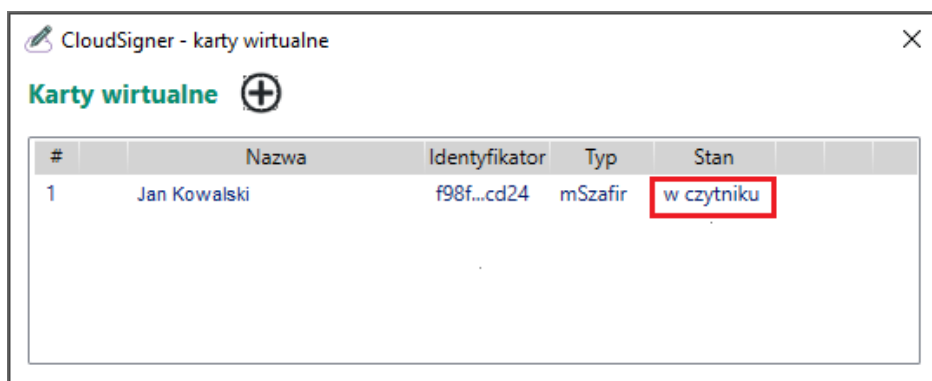 CloudSigner - karty wirtualne
Karty wirtualne
# Nazwa Identyfikator Typ Stan
1 Jan Kowalski f98f...cd24 mSzafir w czytniku